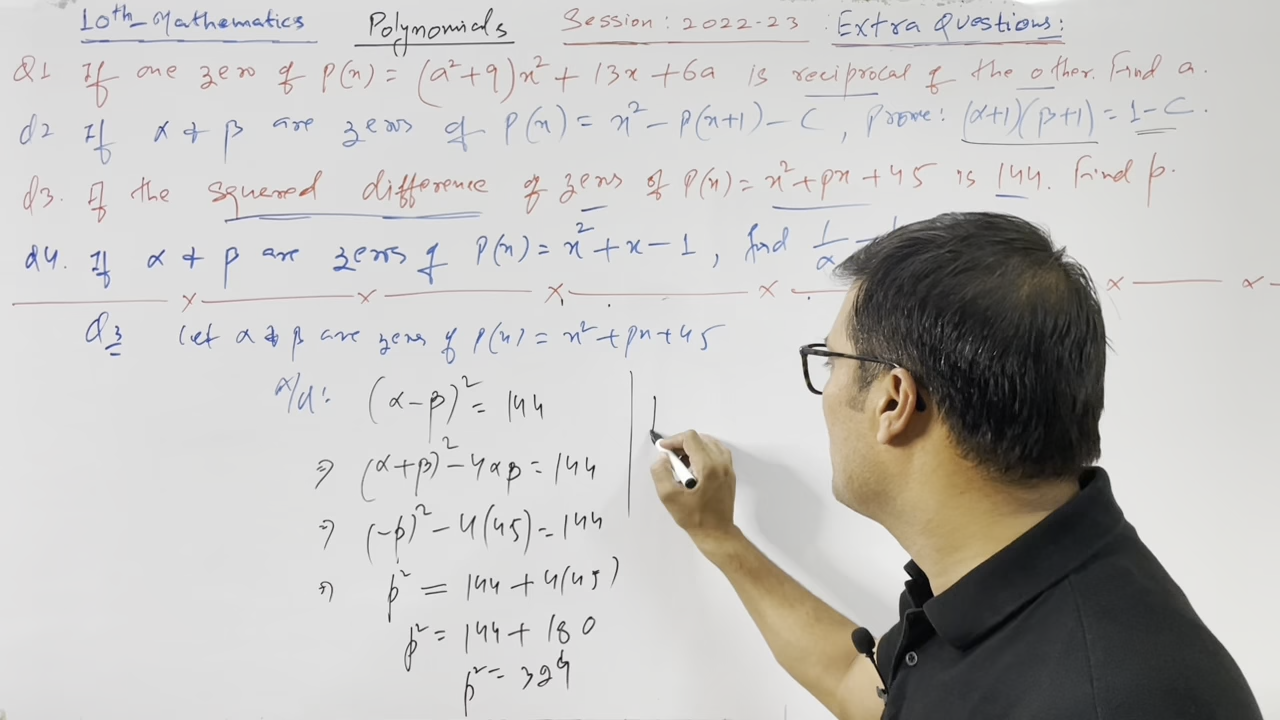 10th Mathematics Polynomials Session: 2022-23 Extra Questions:
Q1 If one zero of P(x) = (a²+9)x² + 13x + 6a is reciprocal of the other. Find a.
Q2 If α & β are zeros of P(x) = x² - P(x+1) - C, Prove: (α+1)(β+1) = 1 - C.
Q3. If the squared difference of zeros of P(x) = x² + px + 45 is 144. Find p.
Q4. If α & β are zeros of P(x) = x² + x - 1, find 1/α -
Q3 Let α & β are zeros of P(x) = x² + px + 45
A/d: (α-β)² = 144
⇒ (α+β)² - 4αβ = 144
⇒ (-p)² - 4(45) = 144
⇒ p² = 144 + 4(45)
p² = 144 + 180
p² = 324